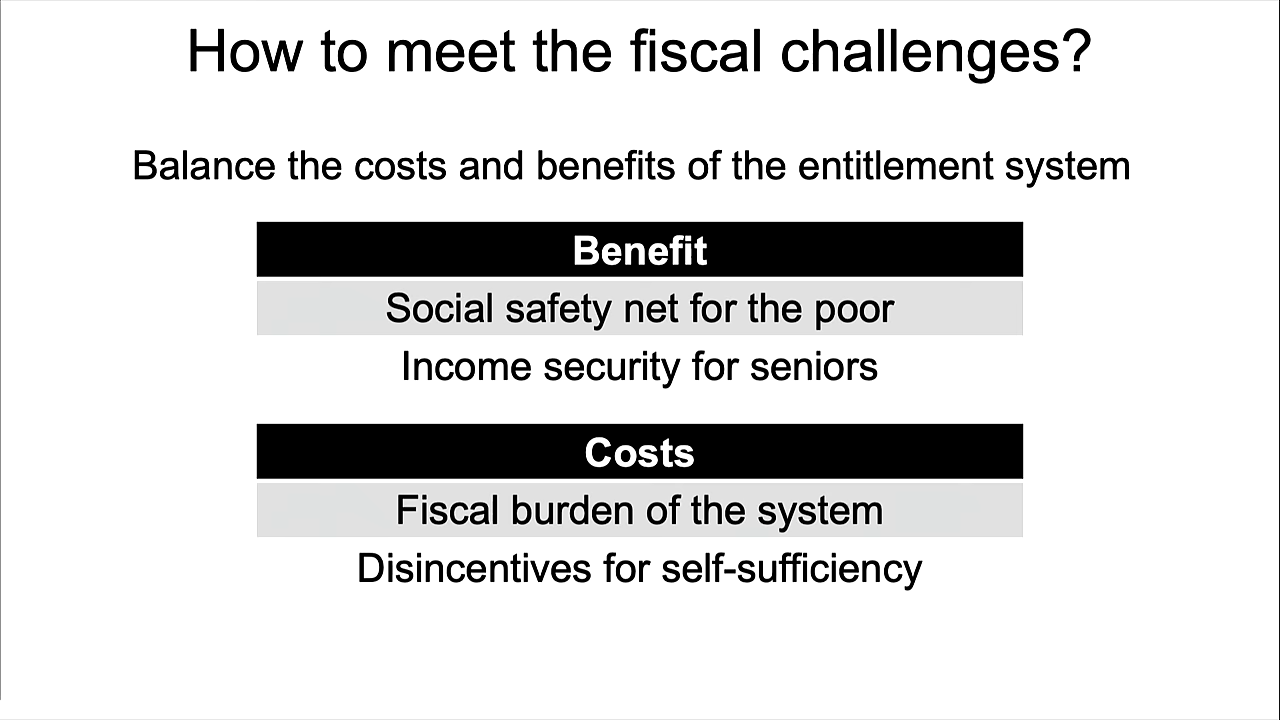 How to meet the fiscal challenges?
Balance the costs and benefits of the entitlement system
Benefit
Social safety net for the poor
Income security for seniors
Costs
Fiscal burden of the system
Disincentives for self-sufficiency